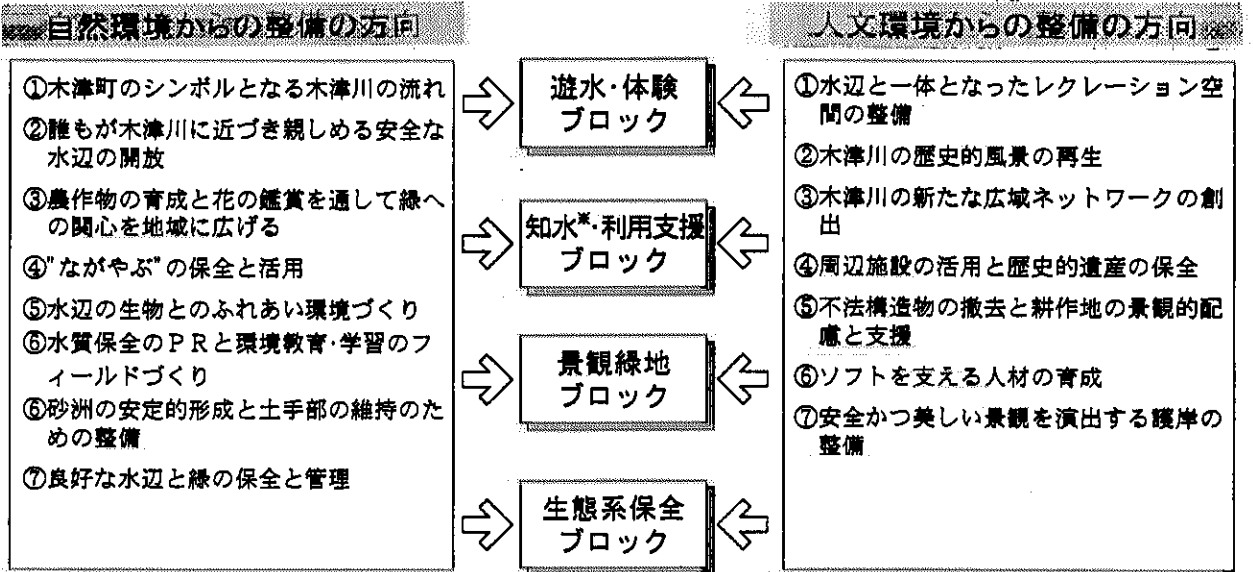 自然環境からの整備の方向
①木津町のシンボルとなる木津川の流れ
②誰もが木津川に近づき親しめる安全な
水辺の開放
③農作物の育成と花の鑑賞を通して緑へ
の関心を地域に広げる
④"ながやぶ"の保全と活用
⑤水辺の生物とのふれあい環境づくり
⑥水質保全のPRと環境教育･学習のフ
ィールドづくり
⑥砂洲の安定的形成と土手部の維持のた
めの整備
⑦良好な水辺と緑の保全と管理
遊水･体験
ブロック
知水※･利用支援
ブロック
景観緑地
ブロック
生態系保全
ブロック
人文環境からの整備の方向
①水辺と一体となったレクレーション空
間の整備
②木津川の歴史的風景の再生
③木津川の新たな広域ネットワークの創
出
④周辺施設の活用と歴史的遺産の保全
⑤不法構造物の撤去と耕作地の景観的配
慮と支援
⑥ソフトを支える人材の育成
⑦安全かつ美しい景観を演出する護岸の
整備